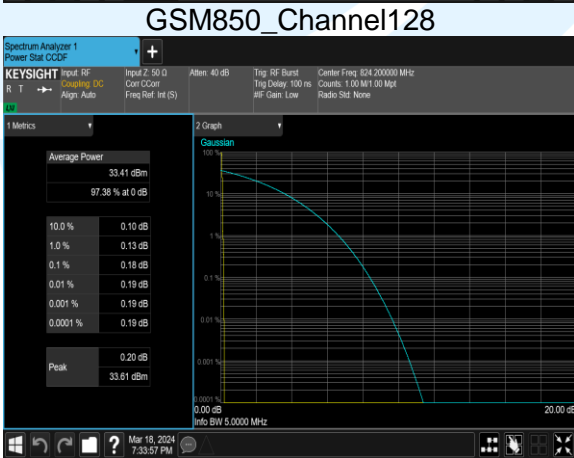 GSM850_Channel128
Spectrum Analyzer 1
Power Stat CCDF
KEYSIGHT
R T
LW
Input: RF
Coupling: DC
Align: Auto
Input Z: 50 Ω
Corr CCorr
Freq Ref: Int (S)
Atten: 40 dB
Trig: RF Burst
Trig Delay: 100 ns
#IF Gain: Low
Center Freq: 824.200000 MHz
Counts: 1.00 M/1.00 Mpt
Radio Std: None
1 Metrics
Average Power
33.41 dBm
97.38 % at 0 dB
10.0 % 0.10 dB
1.0 % 0.13 dB
0.1 % 0.18 dB
0.01 % 0.19 dB
0.001 % 0.19 dB
0.0001 % 0.19 dB
Peak
0.20 dB
33.61 dBm
2 Graph
Gaussian
100 %
10 %
1 %
0.1 %
0.01 %
0.001 %
0.0001 %
0.00 dB 20.00 dB
Info BW 5.0000 MHz
? Mar 18, 2024
7:33:57 PM